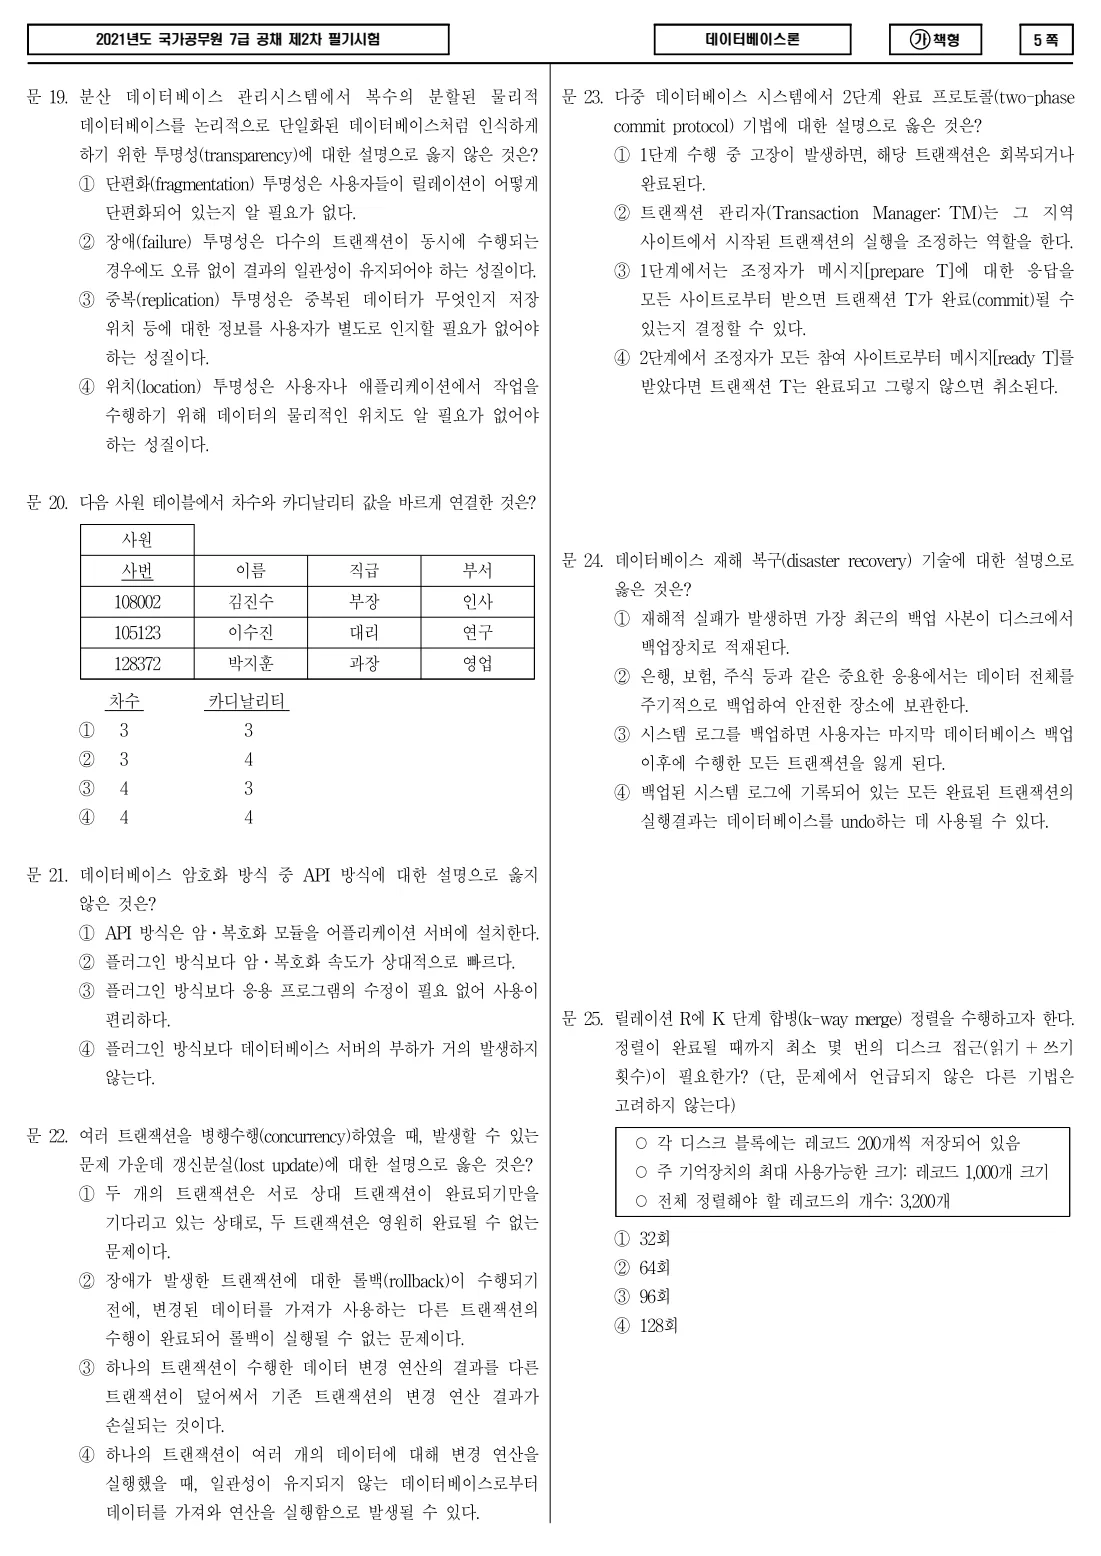 2021년도 국가공무원 7급 공채 제2차 필기시험
데이터베이스론
㉮ 책형
5 쪽
문 19. 분산 데이터베이스 관리시스템에서 복수의 분할된 물리적
데이터베이스를 논리적으로 단일화된 데이터베이스처럼 인식하게
하기 위한 투명성(transparency)에 대한 설명으로 옳지 않은 것은?
① 단편화(fragmentation) 투명성은 사용자들이 릴레이션이 어떻게
단편화되어 있는지 알 필요가 없다.
② 장애(failure) 투명성은 다수의 트랜잭션이 동시에 수행되는
경우에도 오류 없이 결과의 일관성이 유지되어야 하는 성질이다.
③ 중복(replication) 투명성은 중복된 데이터가 무엇인지 저장
위치 등에 대한 정보를 사용자가 별도로 인지할 필요가 없어야
하는 성질이다.
④ 위치(location) 투명성은 사용자나 애플리케이션에서 작업을
수행하기 위해 데이터의 물리적인 위치도 알 필요가 없어야
하는 성질이다.
문 20. 다음 사원 테이블에서 차수와 카디날리티 값을 바르게 연결한 것은?
사원
사번 이름 직급 부서
108002 김진수 부장 인사
105123 이수진 대리 연구
128372 박지훈 과장 영업
차수 카디날리티
① 3 3
② 3 4
③ 4 3
④ 4 4
문 21. 데이터베이스 암호화 방식 중 API 방식에 대한 설명으로 옳지
않은 것은?
① API 방식은 암・복호화 모듈을 어플리케이션 서버에 설치한다.
② 플러그인 방식보다 암・복호화 속도가 상대적으로 빠르다.
③ 플러그인 방식보다 응용 프로그램의 수정이 필요 없어 사용이
편리하다.
④ 플러그인 방식보다 데이터베이스 서버의 부하가 거의 발생하지
않는다.
문 22. 여러 트랜잭션을 병행수행(concurrency)하였을 때, 발생할 수 있는
문제 가운데 갱신분실(lost update)에 대한 설명으로 옳은 것은?
① 두 개의 트랜잭션은 서로 상대 트랜잭션이 완료되기만을
기다리고 있는 상태로, 두 트랜잭션은 영원히 완료될 수 없는
문제이다.
② 장애가 발생한 트랜잭션에 대한 롤백(rollback)이 수행되기
전에, 변경된 데이터를 가져가 사용하는 다른 트랜잭션의
수행이 완료되어 롤백이 실행될 수 없는 문제이다.
③ 하나의 트랜잭션이 수행한 데이터 변경 연산의 결과를 다른
트랜잭션이 덮어써서 기존 트랜잭션의 변경 연산 결과가
손실되는 것이다.
④ 하나의 트랜잭션이 여러 개의 데이터에 대해 변경 연산을
실행했을 때, 일관성이 유지되지 않는 데이터베이스로부터
데이터를 가져와 연산을 실행함으로 발생될 수 있다.
문 23. 다중 데이터베이스 시스템에서 2단계 완료 프로토콜(two-phase
commit protocol) 기법에 대한 설명으로 옳은 것은?
① 1단계 수행 중 고장이 발생하면, 해당 트랜잭션은 회복되거나
완료된다.
② 트랜잭션 관리자(Transaction Manager: TM)는 그 지역
사이트에서 시작된 트랜잭션의 실행을 조정하는 역할을 한다.
③ 1단계에서는 조정자가 메시지[prepare T]에 대한 응답을
모든 사이트로부터 받으면 트랜잭션 T가 완료(commit)될 수
있는지 결정할 수 있다.
④ 2단계에서 조정자가 모든 참여 사이트로부터 메시지[ready T]를
받았다면 트랜잭션 T는 완료되고 그렇지 않으면 취소된다.
문 24. 데이터베이스 재해 복구(disaster recovery) 기술에 대한 설명으로
옳은 것은?
① 재해적 실패가 발생하면 가장 최근의 백업 사본이 디스크에서
백업장치로 적재된다.
② 은행, 보험, 주식 등과 같은 중요한 응용에서는 데이터 전체를
주기적으로 백업하여 안전한 장소에 보관한다.
③ 시스템 로그를 백업하면 사용자는 마지막 데이터베이스 백업
이후에 수행한 모든 트랜잭션을 잃게 된다.
④ 백업된 시스템 로그에 기록되어 있는 모든 완료된 트랜잭션의
실행결과는 데이터베이스를 undo하는 데 사용될 수 있다.
문 25. 릴레이션 R에 K 단계 합병(k-way merge) 정렬을 수행하고자 한다.
정렬이 완료될 때까지 최소 몇 번의 디스크 접근(읽기 + 쓰기
횟수)이 필요한가? (단, 문제에서 언급되지 않은 다른 기법은
고려하지 않는다)
○ 각 디스크 블록에는 레코드 200개씩 저장되어 있음
○ 주 기억장치의 최대 사용가능한 크기: 레코드 1,000개 크기
○ 전체 정렬해야 할 레코드의 개수: 3,200개
① 32회
② 64회
③ 96회
④ 128회